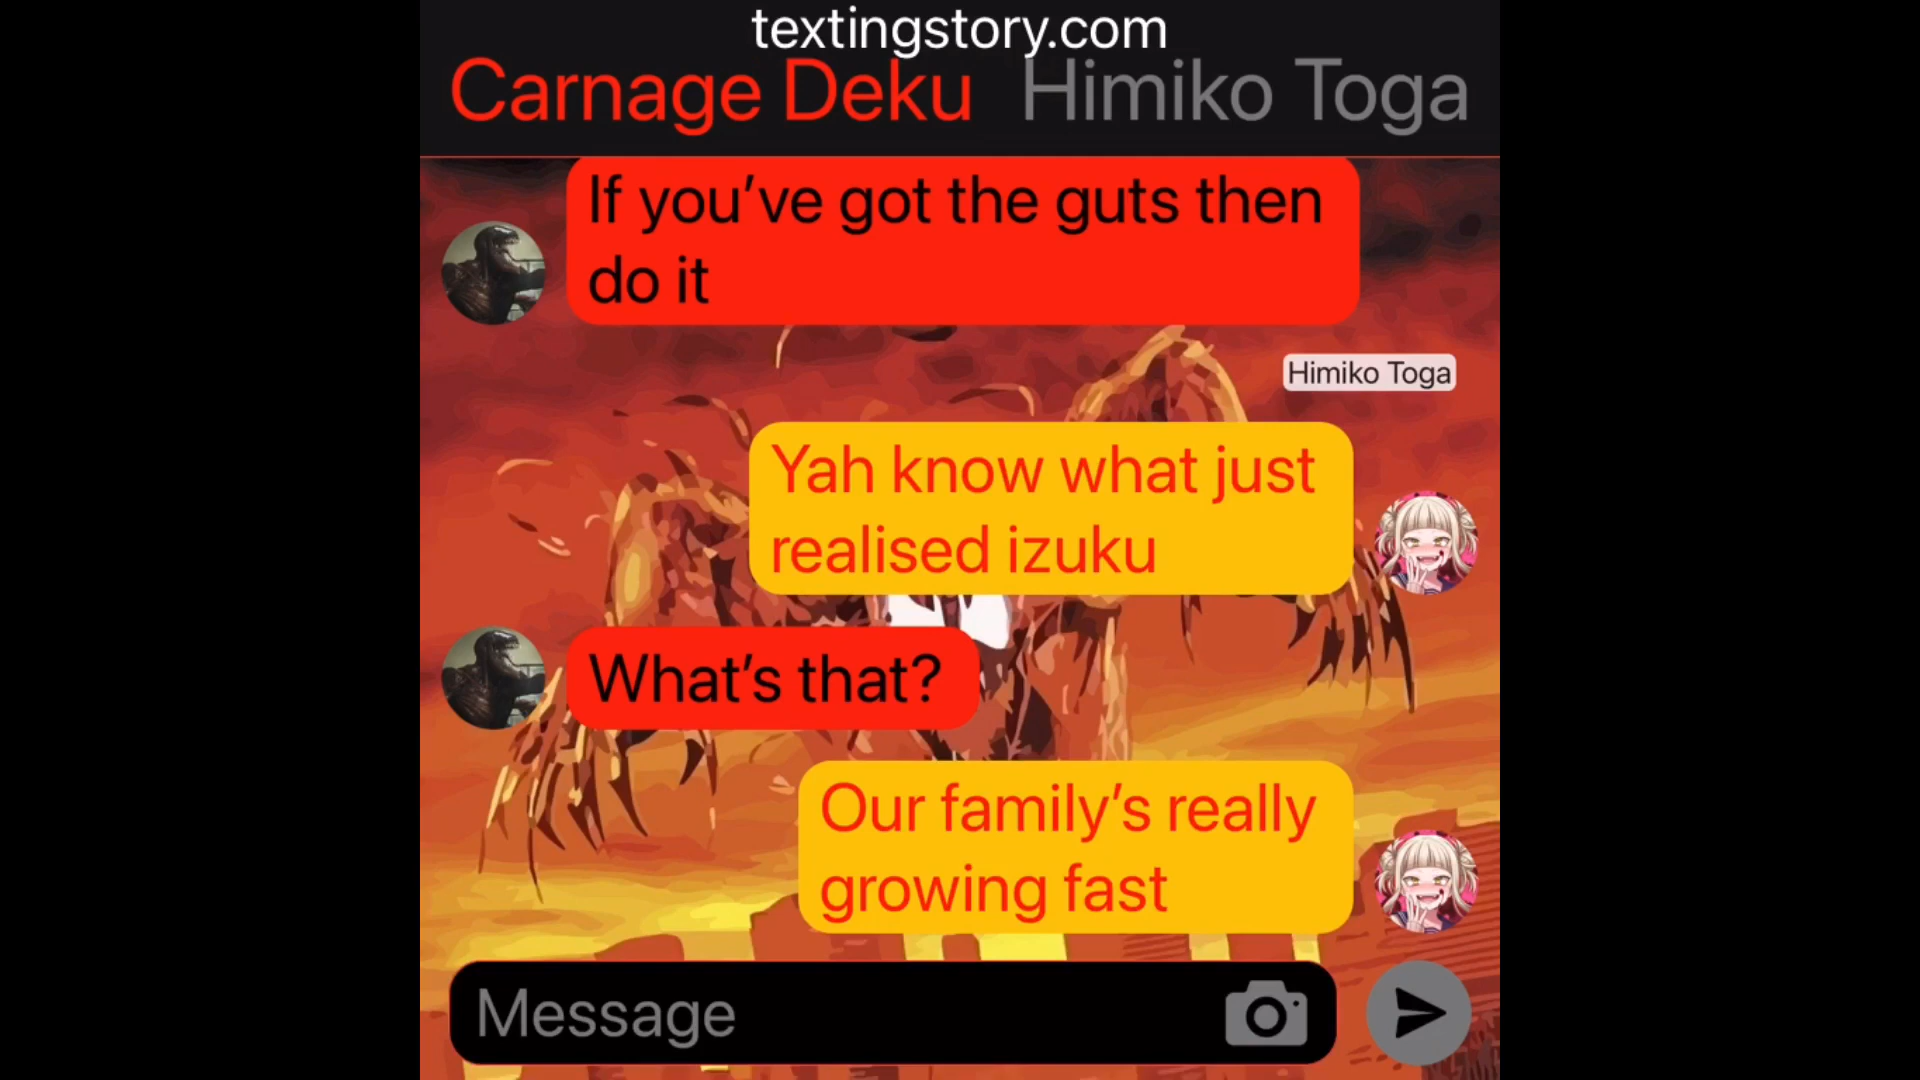 textingstory.com
Carnage Deku Himiko Toga
If you’ve got the guts then
do it
Himiko Toga
Yah know what just
realised izuku
What’s that?
Our family’s really
growing fast
Message